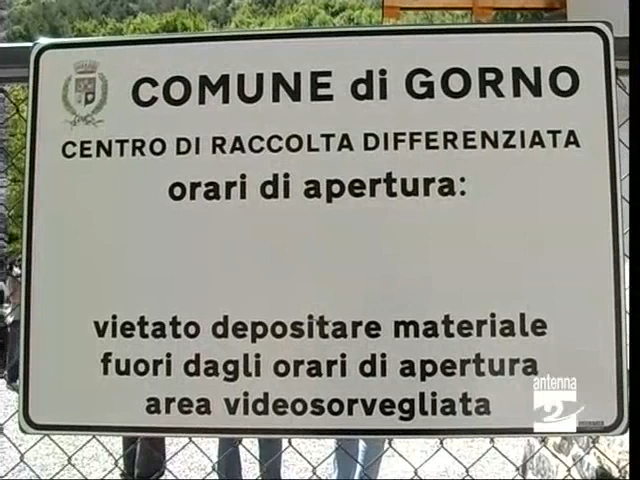 COMUNE di GORNO
CENTRO DI RACCOLTA DIFFERENZIATA
orari di apertura:
vietato depositare materiale
fuori dagli orari di apertura
area videosorvegliata
antenna
2